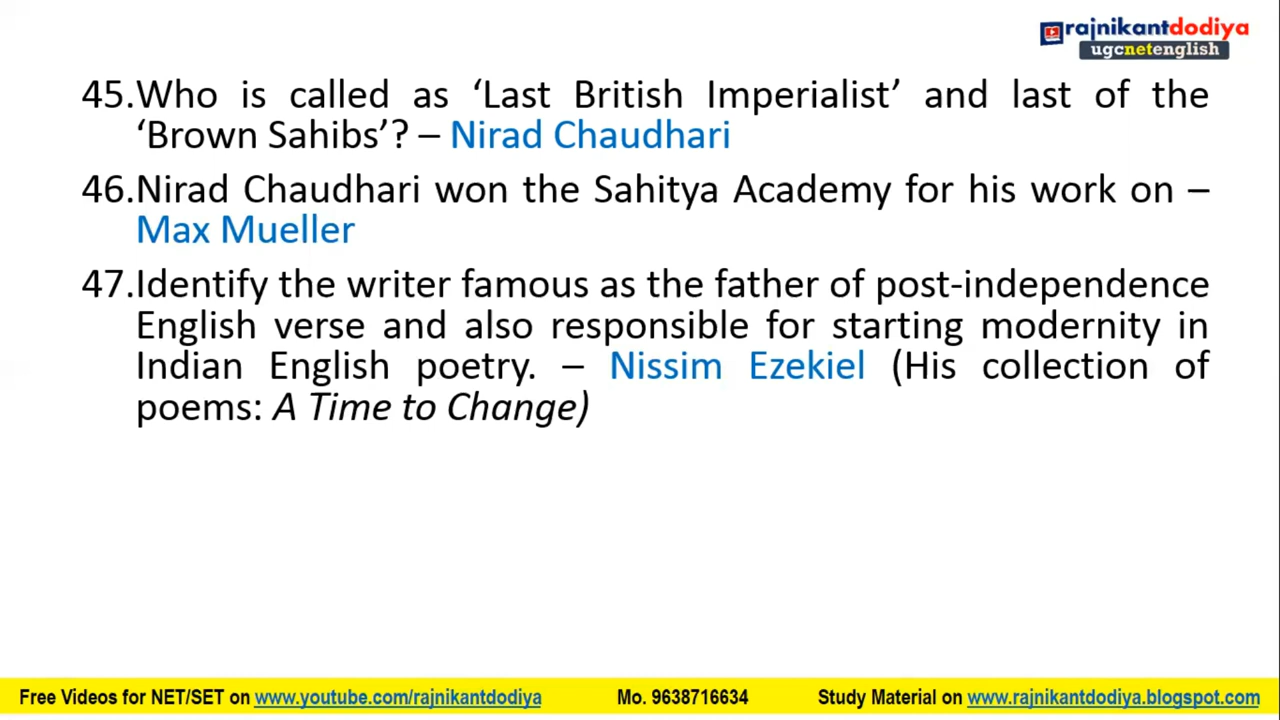 rajnikantdodiya
ugcnetenglish
45.Who is called as ‘Last British Imperialist’ and last of the
‘Brown Sahibs’? – Nirad Chaudhari
46.Nirad Chaudhari won the Sahitya Academy for his work on –
Max Mueller
47.Identify the writer famous as the father of post-independence
English verse and also responsible for starting modernity in
Indian English poetry. – Nissim Ezekiel (His collection of
poems: A Time to Change)
Free Videos for NET/SET on www.youtube.com/rajnikantdodiya Mo. 9638716634 Study Material on www.rajnikantdodiya.blogspot.com